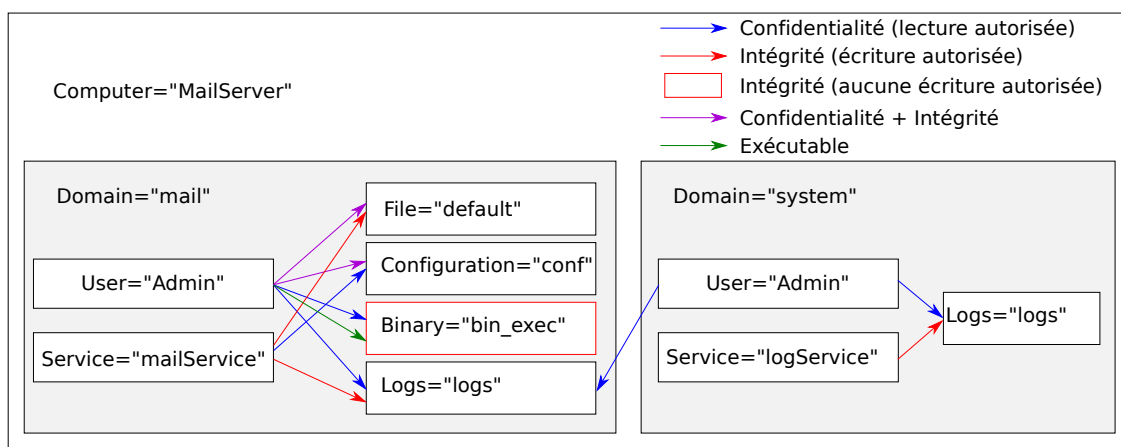 Confidentialité (lecture autorisée)
Intégrité (écriture autorisée)
Intégrité (aucune écriture autorisée)
Confidentialité + Intégrité
Exécutable
Computer="MailServer"
Domain="mail"
File="default"
User="Admin"
Configuration="conf"
Binary="bin_exec"
Service="mailService"
Logs="logs"
Domain="system"
User="Admin"
Logs="logs"
Service="logService"